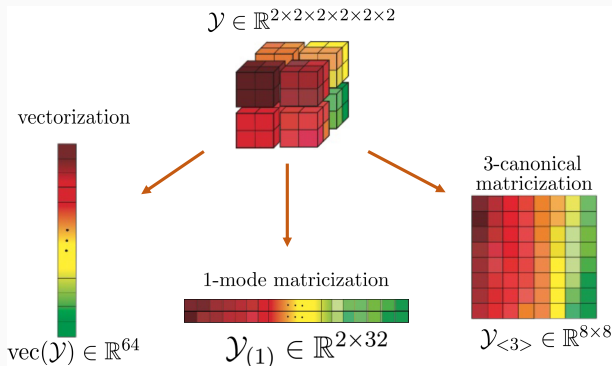 𝒴 ∈ ℝ^{2×2×2×2×2×2}
vectorization
3-canonical
matricization
1-mode matricization
vec(𝒴) ∈ ℝ^{64}
𝒴_{(1)} ∈ ℝ^{2×32}
𝒴_{<3>} ∈ ℝ^{8×8}